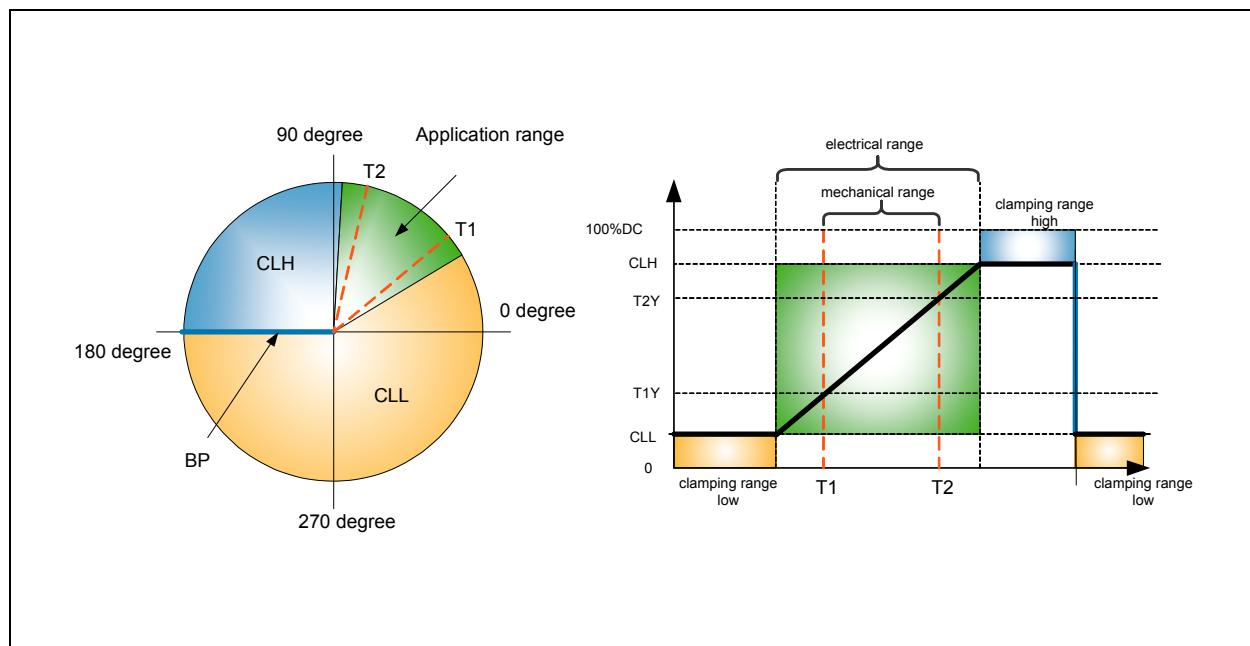 90 degree
Application range
T2
T1
CLH
0 degree
180 degree
CLL
BP
270 degree
electrical range
mechanical range
clamping range
high
100%DC
CLH
T2Y
T1Y
CLL
0
clamping range
low
T1
T2
clamping range
low